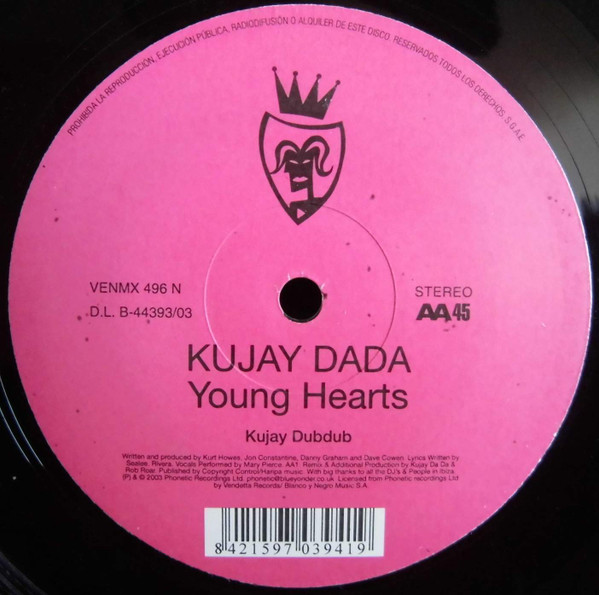 PROHIBIDA LA REPRODUCCIÓN, EJECUCIÓN PÚBLICA, RADIODIFUSIÓN O ALQUILER DE ESTE DISCO. RESERVADOS TODOS LOS DERECHOS. S.G.A.E.
VENMX 496 N
D.L. B-44393/03
STEREO
AA 45
KUJAY DADA
Young Hearts
Kujay Dubdub
Written and produced by Kurt Howes, Jon Constantine, Danny Graham and Dave Cowen. Lyrics Written by
Rivera. Vocals Performed by Mary Pierce. AA1: Remix & Additional Production by Kujay Da Da &
Rob Roar. Published by Copyright Control/Haripa music. With big thanks to all the DJ's & People in Ibiza.
(P) & © 2003 Phonetic Recordings Ltd. phonetic@blueyonder.co.uk Licensed from Phonetic recordings Ltd
by Vendetta Records/ Blanco y Negro Music S.A.
8 421597 039419